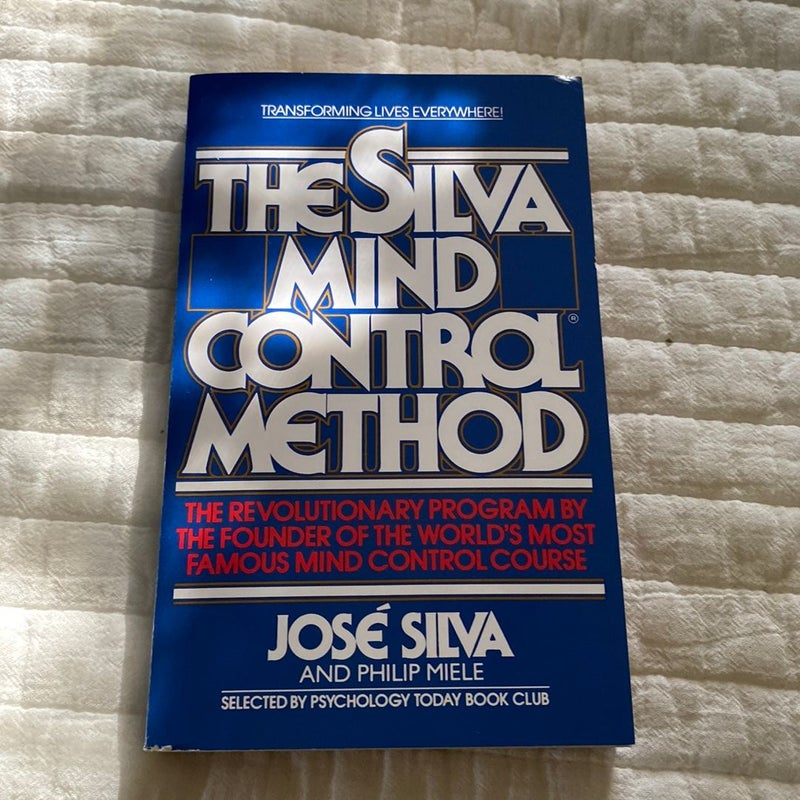 TRANSFORMING LIVES EVERYWHERE!
THE SILVA
MIND
CONTROL®
METHOD
THE REVOLUTIONARY PROGRAM BY
THE FOUNDER OF THE WORLD'S MOST
FAMOUS MIND CONTROL COURSE
JOSÉ SILVA
AND PHILIP MIELE
SELECTED BY PSYCHOLOGY TODAY BOOK CLUB